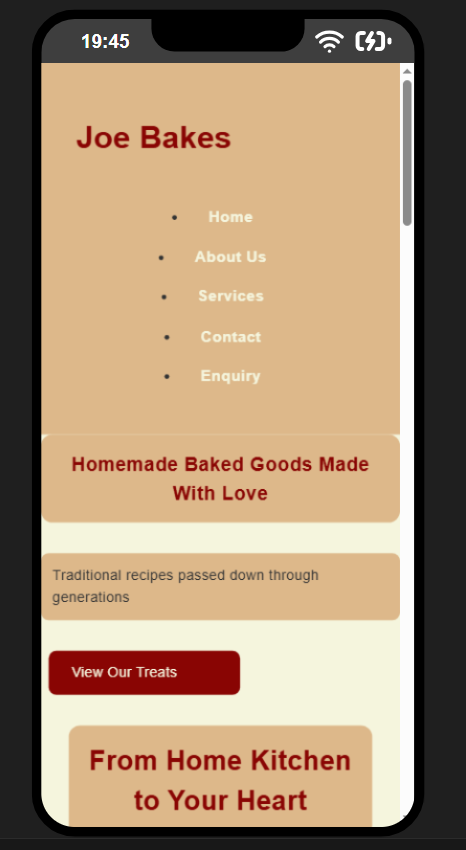 19:45
Joe Bakes
Home
About Us
Services
Contact
Enquiry
Homemade Baked Goods Made
With Love
Traditional recipes passed down through
generations
View Our Treats
From Home Kitchen
to Your Heart